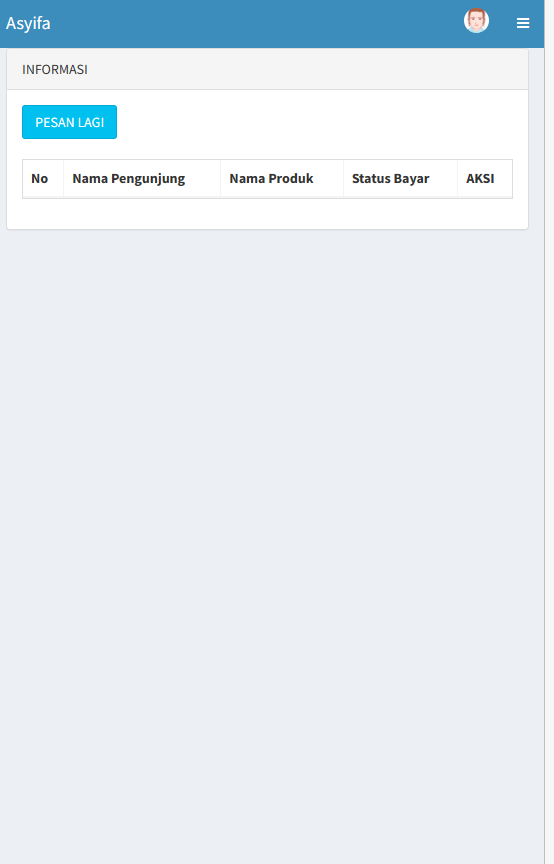 Asyifa
INFORMASI
PESAN LAGI
No Nama Pengunjung Nama Produk Status Bayar AKSI